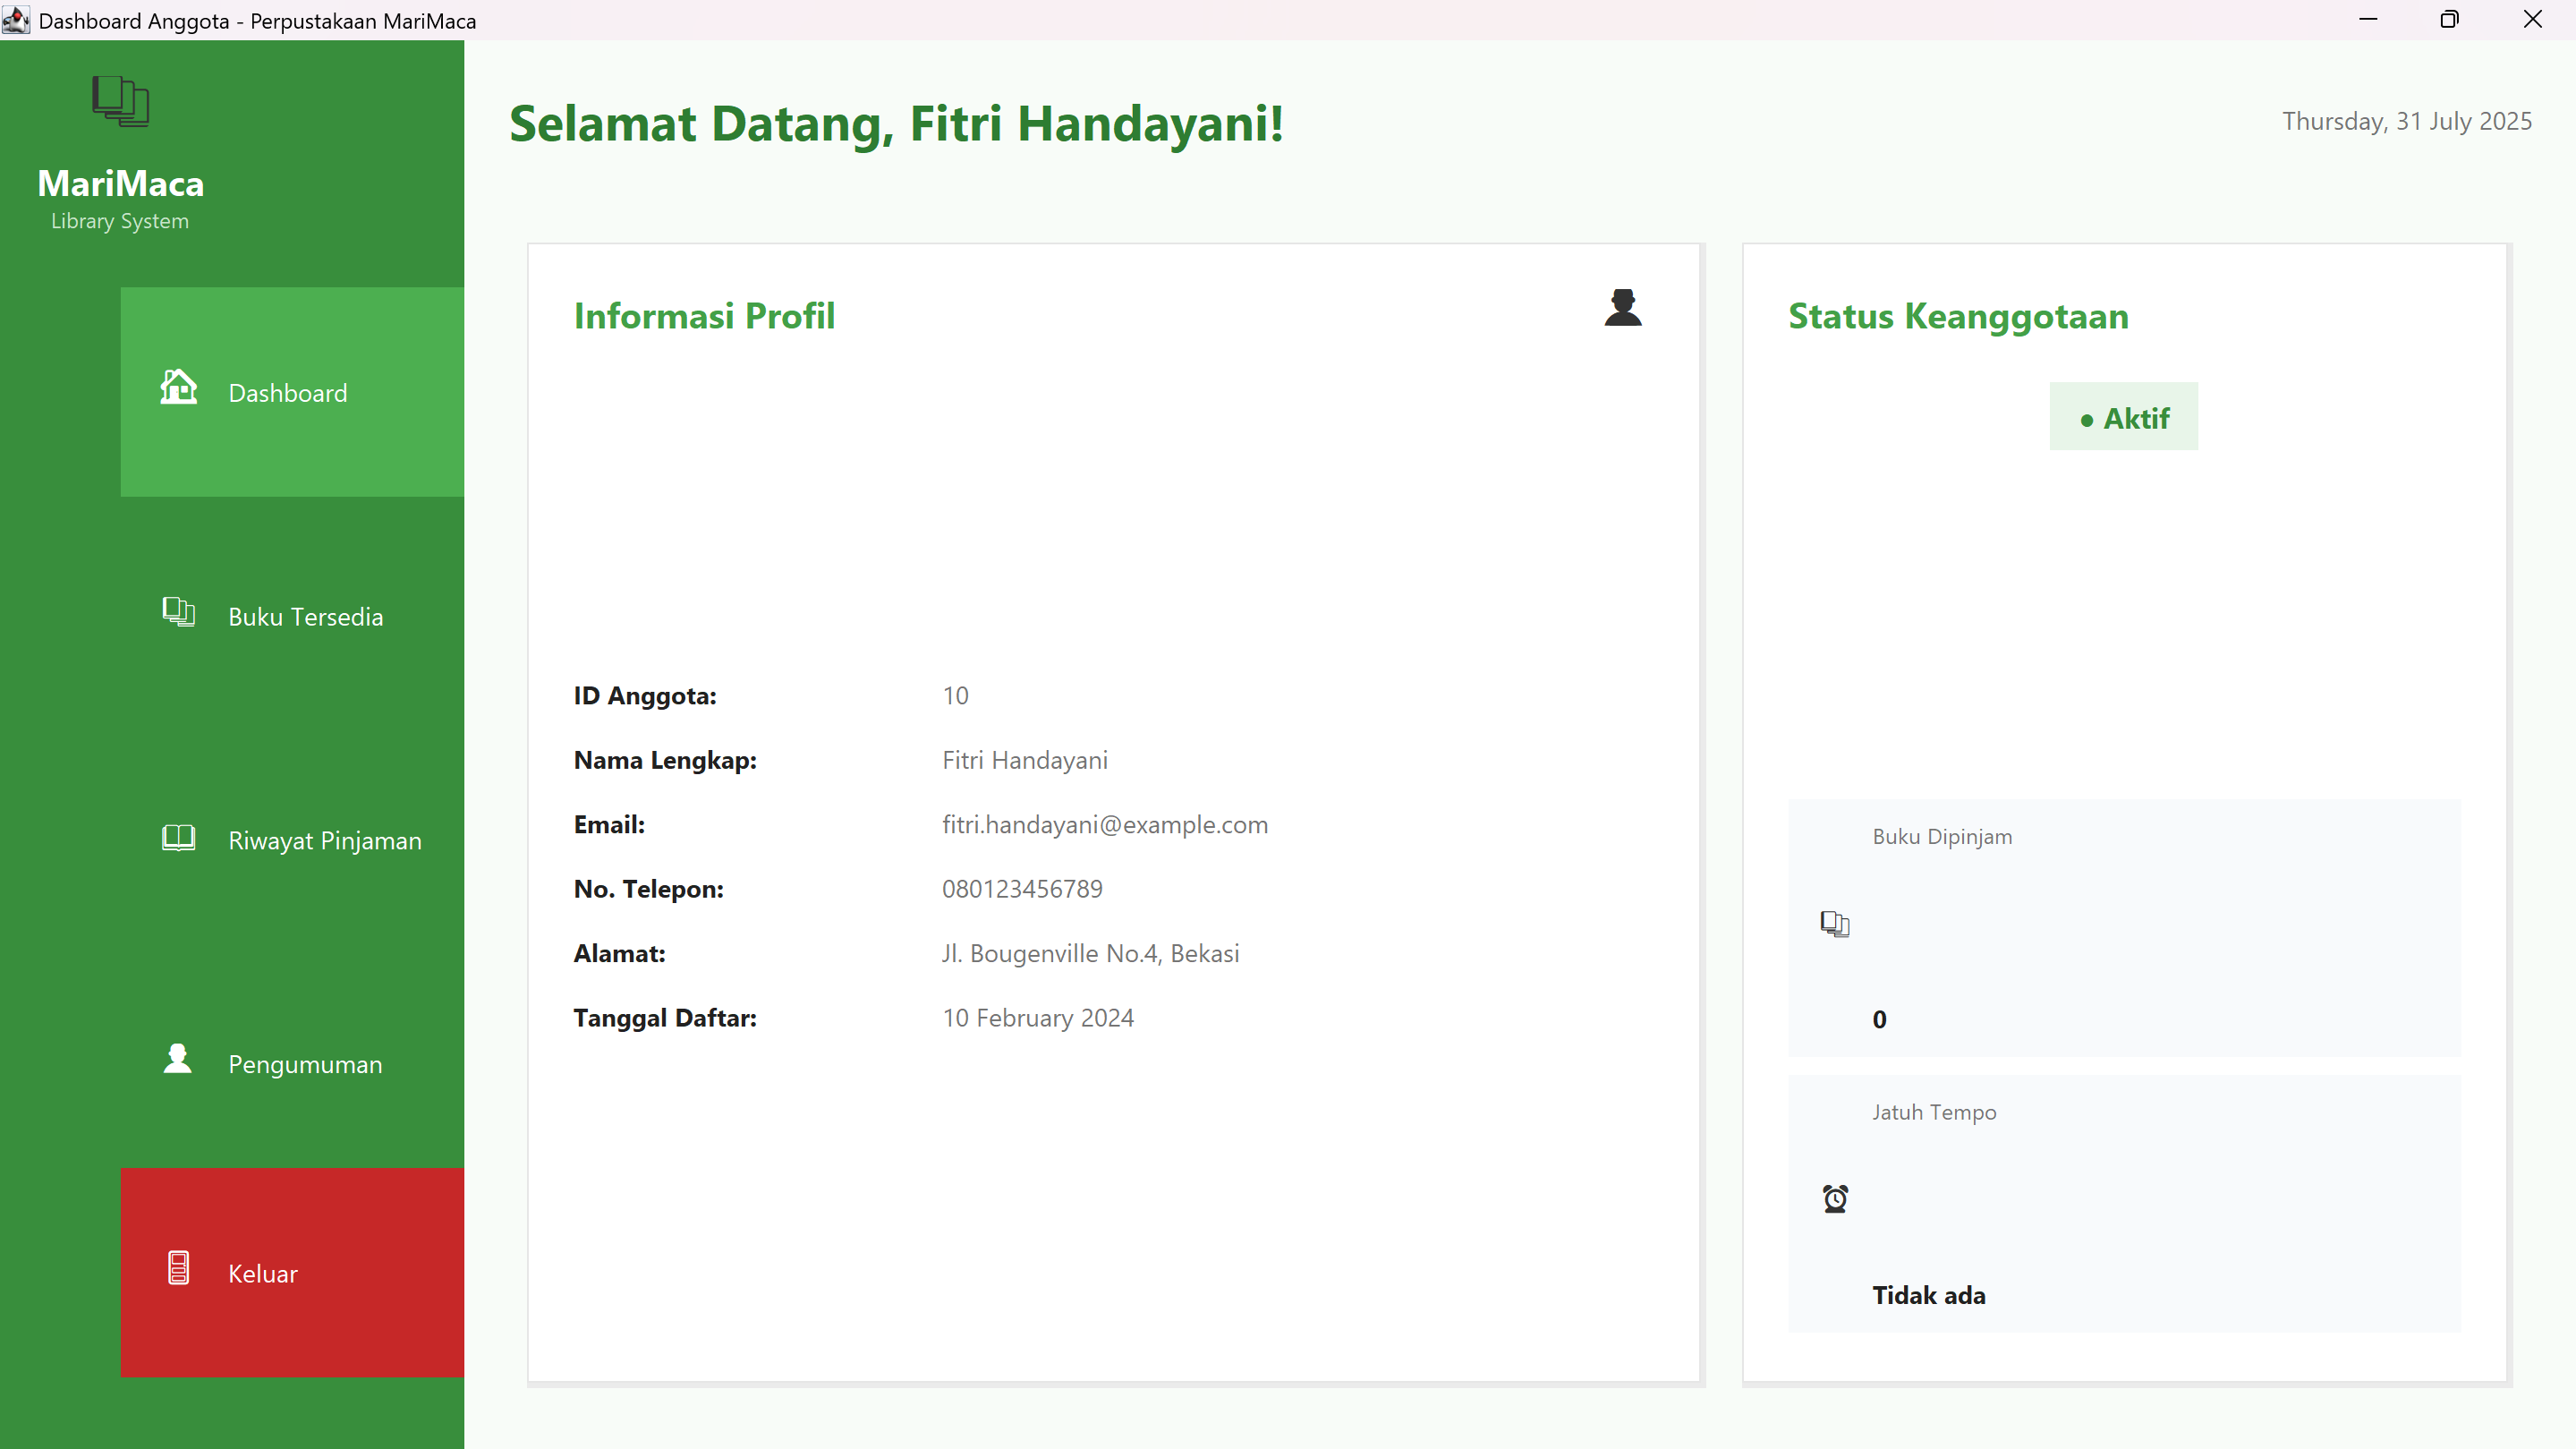 Dashboard Anggota - Perpustakaan MariMaca
MariMaca
Library System
Dashboard
Buku Tersedia
Riwayat Pinjaman
Pengumuman
Keluar
Selamat Datang, Fitri Handayani!
Thursday, 31 July 2025
Informasi Profil
ID Anggota: 10
Nama Lengkap: Fitri Handayani
Email: fitri.handayani@example.com
No. Telepon: 080123456789
Alamat: Jl. Bougenville No.4, Bekasi
Tanggal Daftar: 10 February 2024
Status Keanggotaan
● Aktif
Buku Dipinjam
0
Jatuh Tempo
Tidak ada